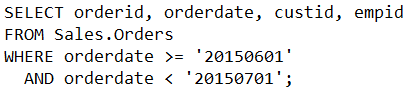 SELECT orderid, orderdate, custid, empid
FROM Sales.Orders
WHERE orderdate >= '20150601'
  AND orderdate < '20150701';